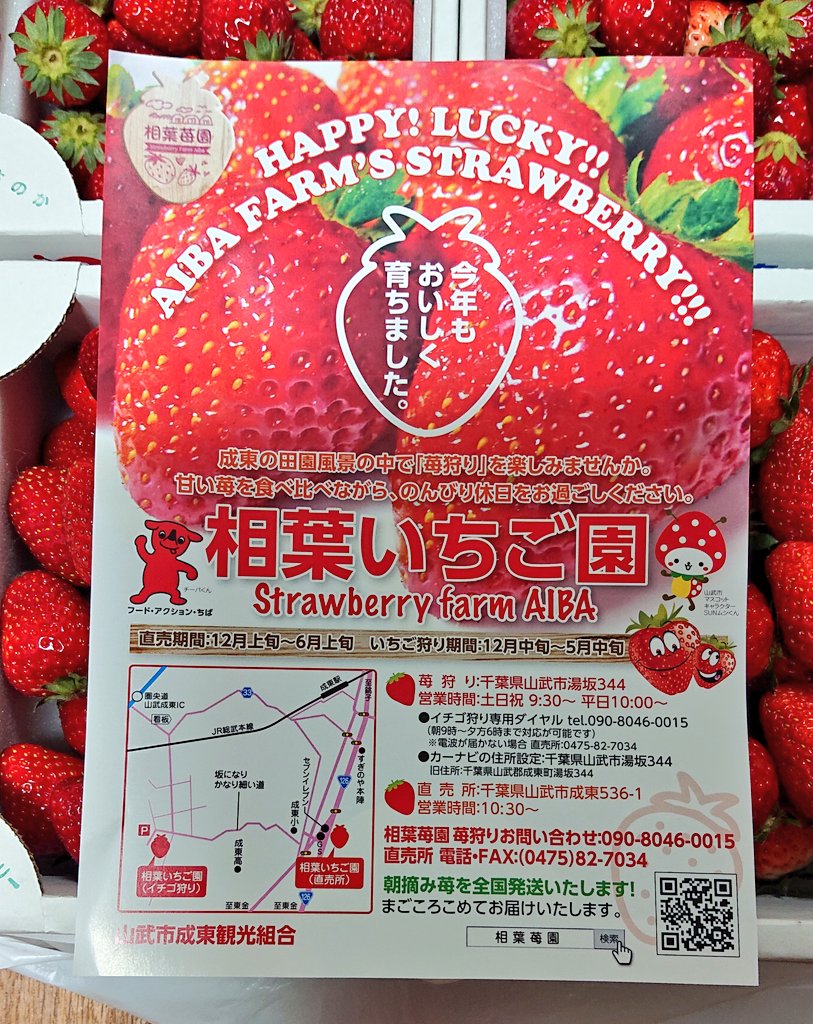 相葉苺園
Strawberry Farm Aiba
HAPPY! LUCKY!!
AIBA FARM'S STRAWBERRY!!!
今年も
おいしく
育ちました。
成東の田園風景の中で「苺狩り」を楽しみませんか。
甘い苺を食べ比べながら、のんびり休日をお過ごしください。
相葉いちご園
Strawberry farm AIBA
チーバくん
フード・アクション・ちば
山武市
マスコット
キャラクター
SUNムシくん
直売期間:12月上旬～6月上旬 いちご狩り期間:12月中旬～5月中旬
圏央道
山武成東IC
看板
33
成東駅
至銚子
JR総武本線
坂になり
かなり細い道
セブンイレブン
126
すぎのや本陣
成東小
成東高
GS
P
相葉いちご園
(イチゴ狩り)
相葉いちご園
(直売所)
至東金
至東金
126
苺狩り:千葉県山武市湯坂344
営業時間:土日祝 9:30～ 平日10:00～
●イチゴ狩り専用ダイヤル tel.090-8046-0015
(朝9時～夕方6時まで対応が可能です)
※電波が届かない場合 直売所:0475-82-7034
●カーナビの住所設定:千葉県山武市湯坂344
旧住所:千葉県山武郡成東町湯坂344
直売所:千葉県山武市成東536-1
営業時間:10:30～
相葉苺園 苺狩りお問い合わせ:090-8046-0015
直売所 電話・FAX:(0475)82-7034
朝摘み苺を全国発送いたします!
まごころこめてお届けいたします。
山武市成東観光組合
相葉苺園 検索
のか
リー